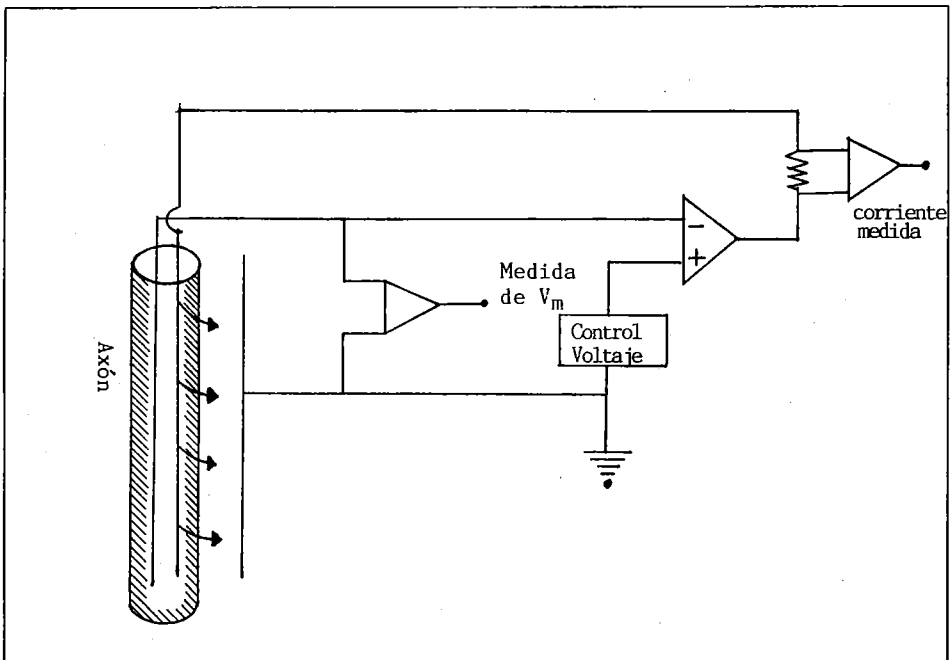 corriente
medida
−
+
Medida
de Vm
Control
Voltaje
Axón